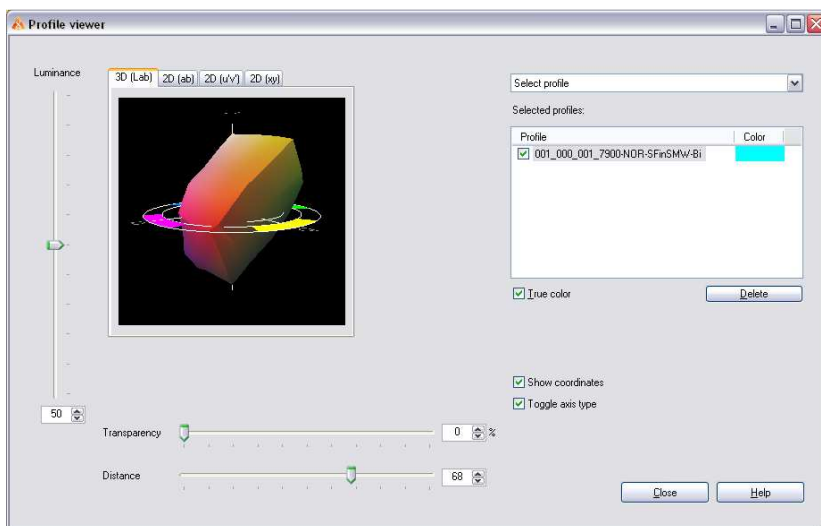 Profile viewer
Luminance
3D (Lab) 2D (ab) 2D (u'v') 2D (xy)
Select profile
Selected profiles:
Profile Color
001_000_001_7900-NOR-SFinSMW-Bi
True color
Delete
Show coordinates
Toggle axis type
50
Transparency 0 %
Distance 68
Close Help